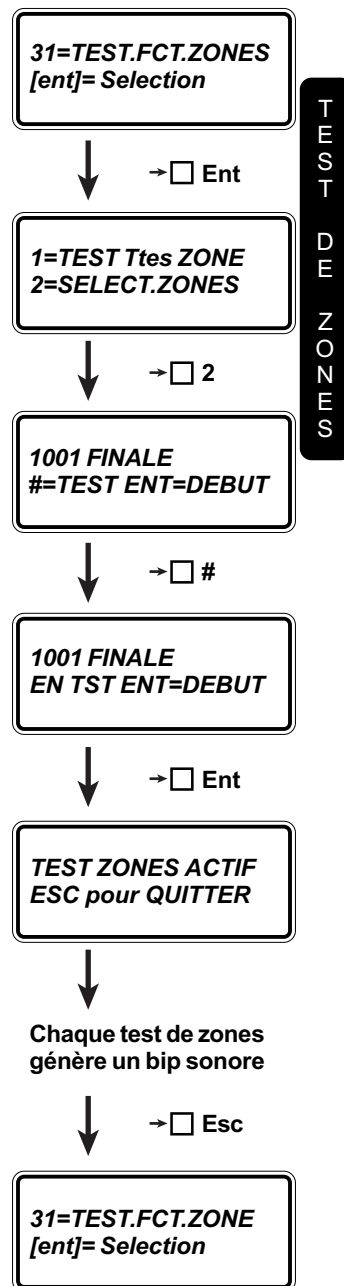 31=TEST.FCT.ZONES
[ent]= Selection
→□ Ent
1=TEST Ttes ZONE
2=SELECT.ZONES
→□ 2
1001 FINALE
#=TEST ENT=DEBUT
→□ #
1001 FINALE
EN TST ENT=DEBUT
→□ Ent
TEST ZONES ACTIF
ESC pour QUITTER
Chaque test de zones
génère un bip sonore
→□ Esc
31=TEST.FCT.ZONE
[ent]= Selection
TEST DE ZONES